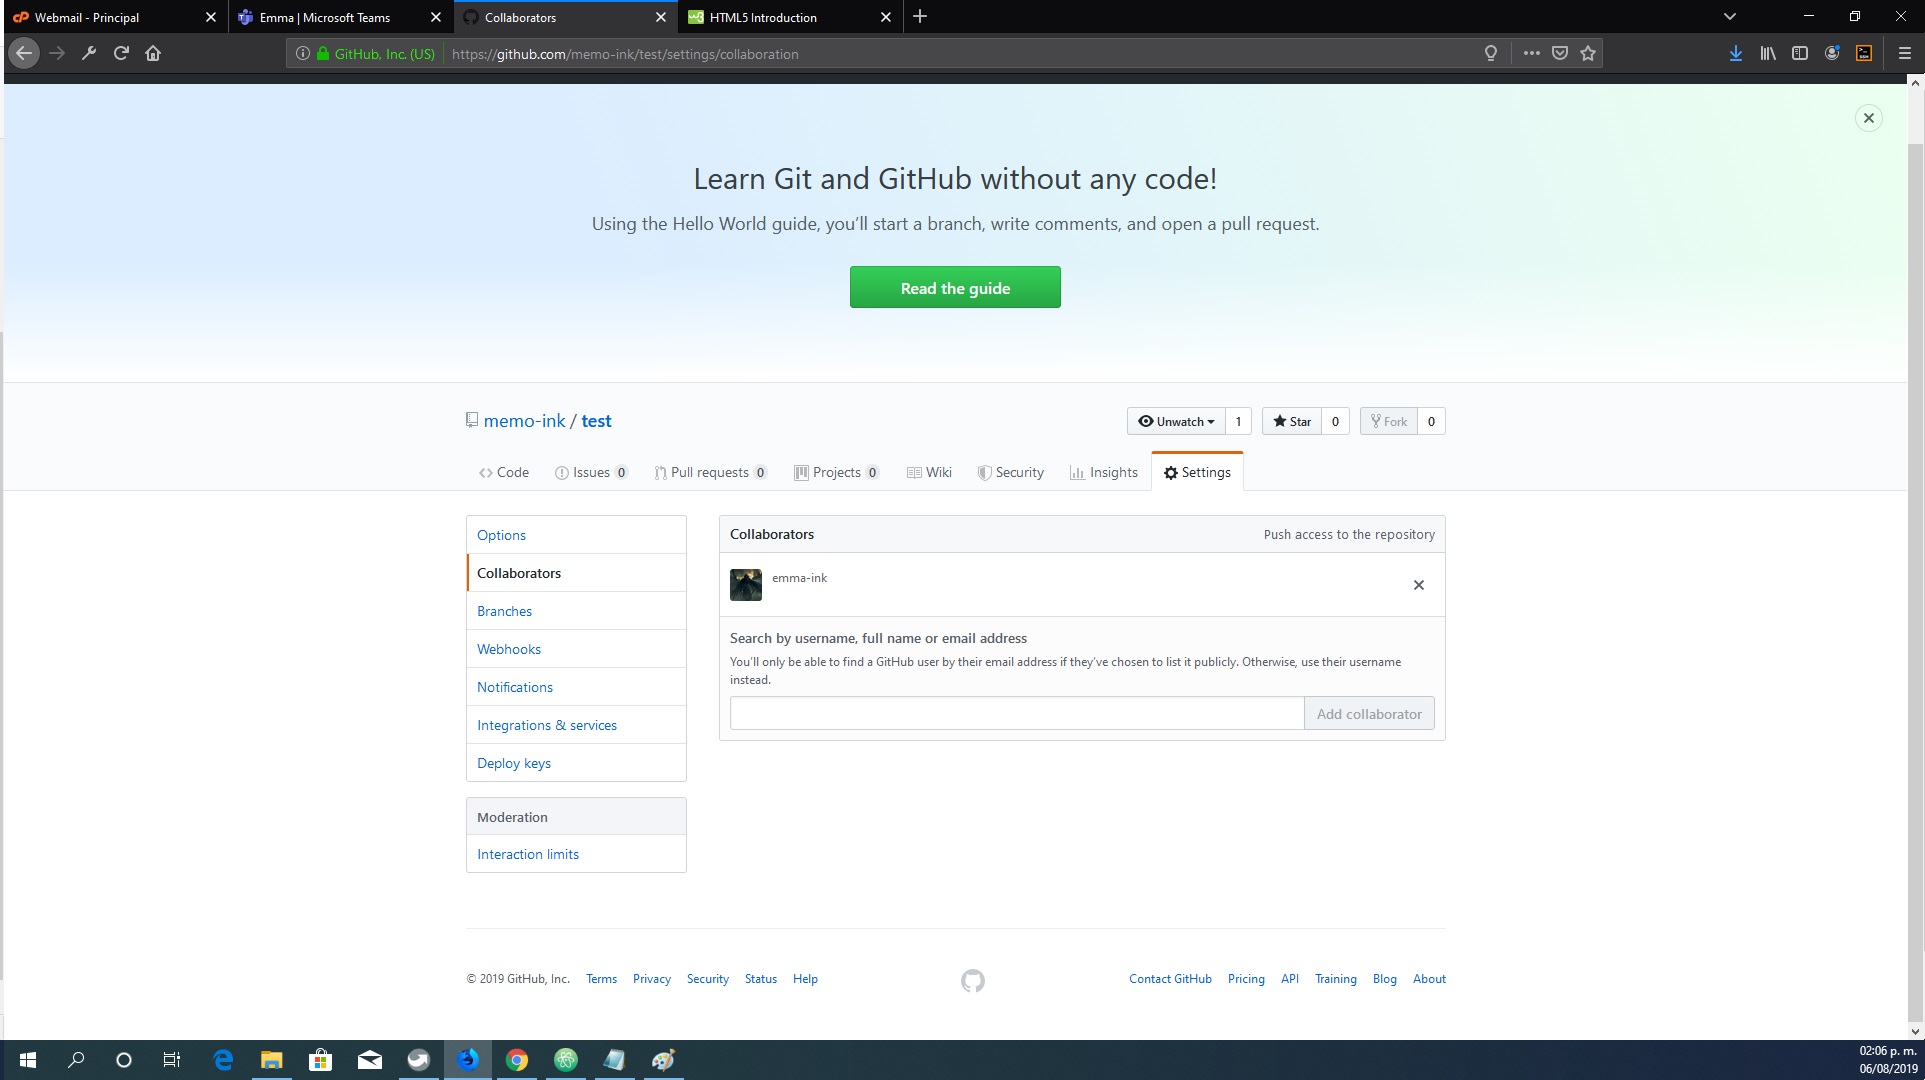 Webmail - Principal
Emma | Microsoft Teams
Collaborators
HTML5 Introduction
GitHub, Inc. (US)
https://github.com/memo-ink/test/settings/collaboration
Learn Git and GitHub without any code!
Using the Hello World guide, you’ll start a branch, write comments, and open a pull request.
Read the guide
memo-ink / test
Unwatch 1
Star 0
Fork 0
Code
Issues 0
Pull requests 0
Projects 0
Wiki
Security
Insights
Settings
Options
Collaborators
Branches
Webhooks
Notifications
Integrations & services
Deploy keys
Moderation
Interaction limits
Collaborators
Push access to the repository
emma-ink
Search by username, full name or email address
You’ll only be able to find a GitHub user by their email address if they’ve chosen to list it publicly. Otherwise, use their username
instead.
Add collaborator
© 2019 GitHub, Inc.
Terms
Privacy
Security
Status
Help
Contact GitHub
Pricing
API
Training
Blog
About
02:06 p. m.
06/08/2019